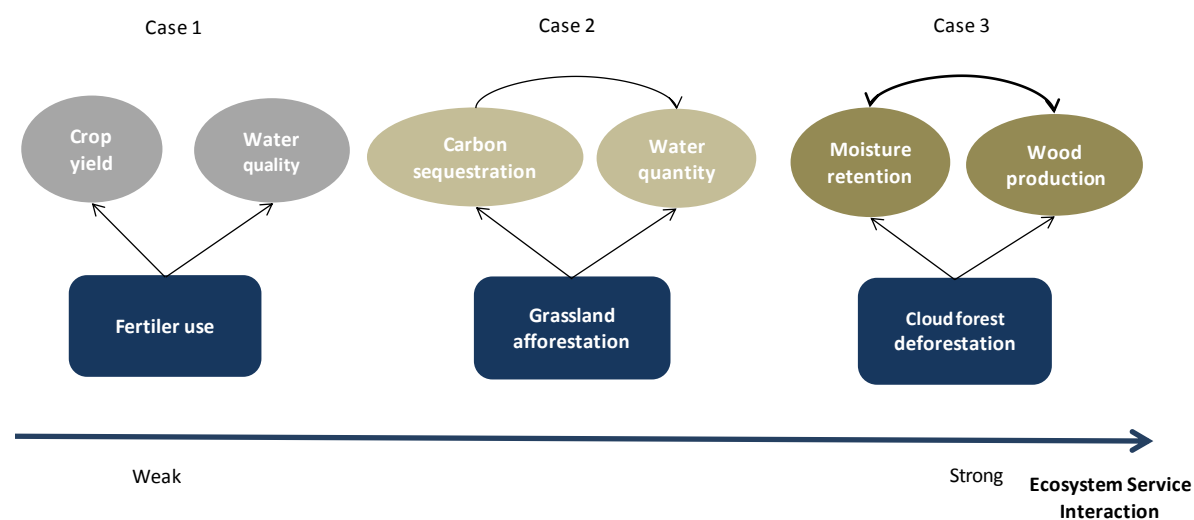 Case 1
Case 2
Case 3
Crop
yield
Water
quality
Carbon
sequestration
Water
quantity
Moisture
retention
Wood
production
Fertiler use
Grassland
afforestation
Cloud forest
deforestation
Weak
Strong
Ecosystem Service
Interaction